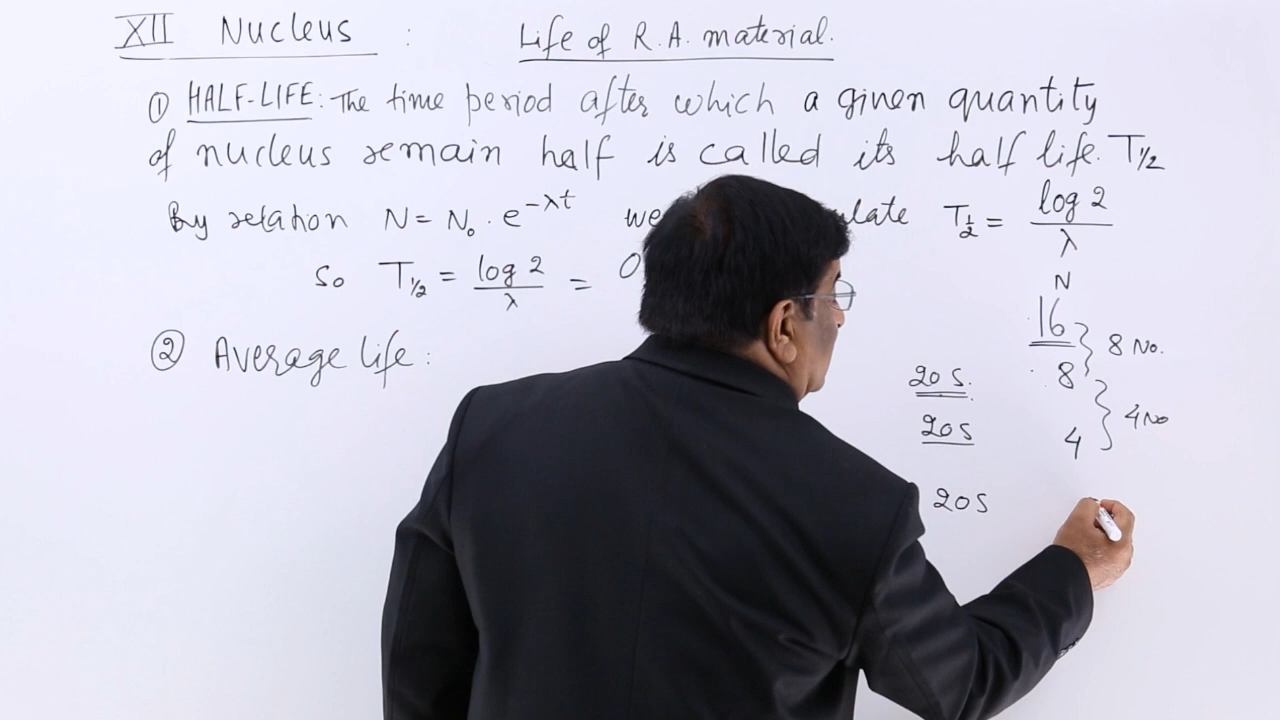 XII Nucleus : Life of R.A. material.
① HALF-LIFE: The time period after which a given quantity
of nucleus remain half is called its half life. T1/2
By relation N = N₀ · e^-λt we T1/2 = log 2 / λ
So T1/2 = log 2 / λ = 0
N
16
8 No.
② Average life :
20 S. 8
4 No
20 S 4
20 S